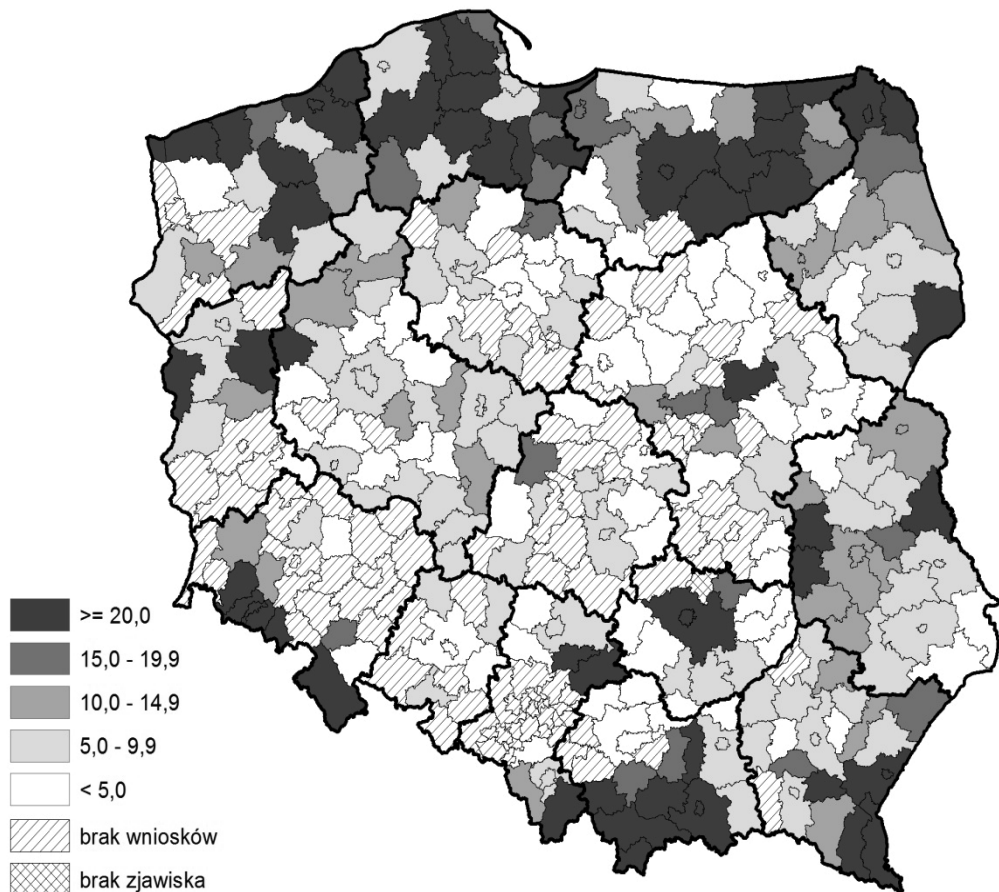 >= 20,0
15,0 - 19,9
10,0 - 14,9
5,0 - 9,9
< 5,0
brak wniosków
brak zjawiska